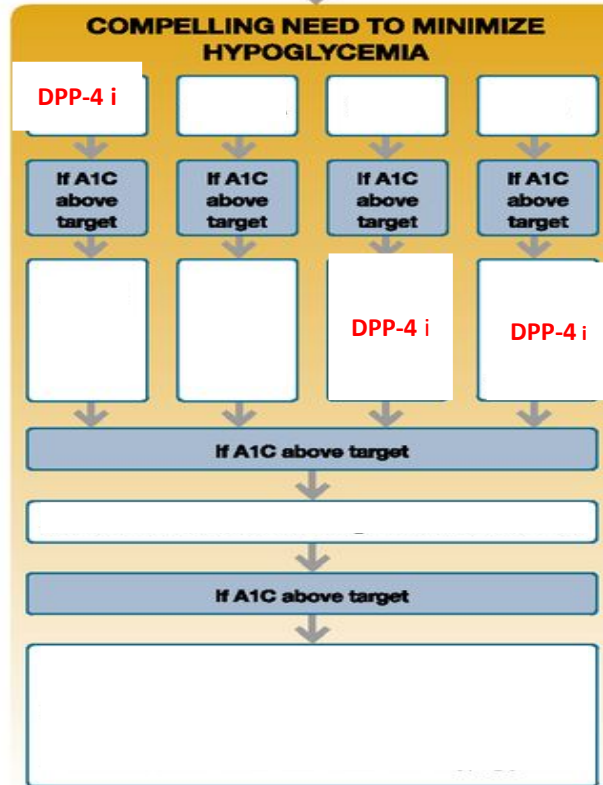 COMPELLING NEED TO MINIMIZE
HYPOGLYCEMIA
DPP-4 i
If A1C
above
target
If A1C
above
target
If A1C
above
target
If A1C
above
target
DPP-4 i
DPP-4 i
If A1C above target
If A1C above target